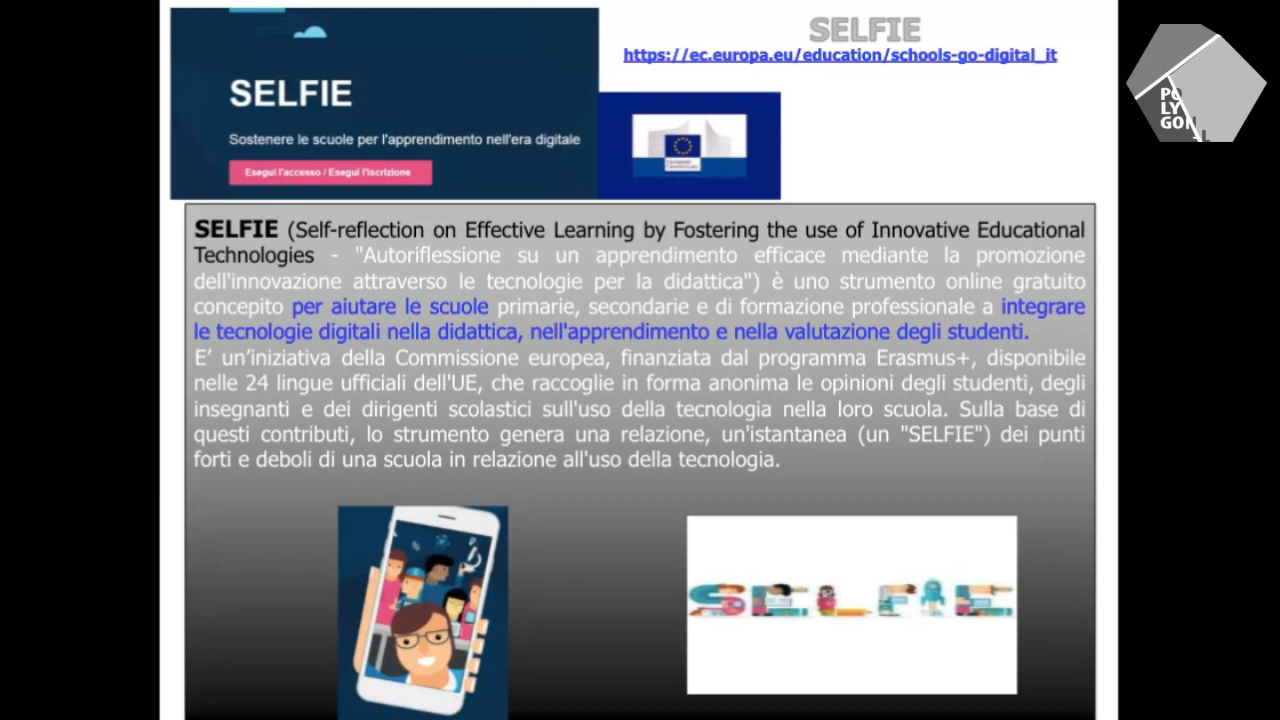 SELFIE
https://ec.europa.eu/education/schools-go-digital_it
SELFIE
Sostenere le scuole per l'apprendimento nell'era digitale
Esegui l'accesso / Esegui l'iscrizione
POLYGONAL
SELFIE (Self-reflection on Effective Learning by Fostering the use of Innovative Educational
Technologies - "Autoriflessione su un apprendimento efficace mediante la promozione
dell'innovazione attraverso le tecnologie per la didattica") è uno strumento online gratuito
concepito per aiutare le scuole primarie, secondarie e di formazione professionale a integrare
le tecnologie digitali nella didattica, nell'apprendimento e nella valutazione degli studenti.
E’ un’iniziativa della Commissione europea, finanziata dal programma Erasmus+, disponibile
nelle 24 lingue ufficiali dell'UE, che raccoglie in forma anonima le opinioni degli studenti, degli
insegnanti e dei dirigenti scolastici sull'uso della tecnologia nella loro scuola. Sulla base di
questi contributi, lo strumento genera una relazione, un'istantanea (un "SELFIE") dei punti
forti e deboli di una scuola in relazione all'uso della tecnologia.
SELFIE